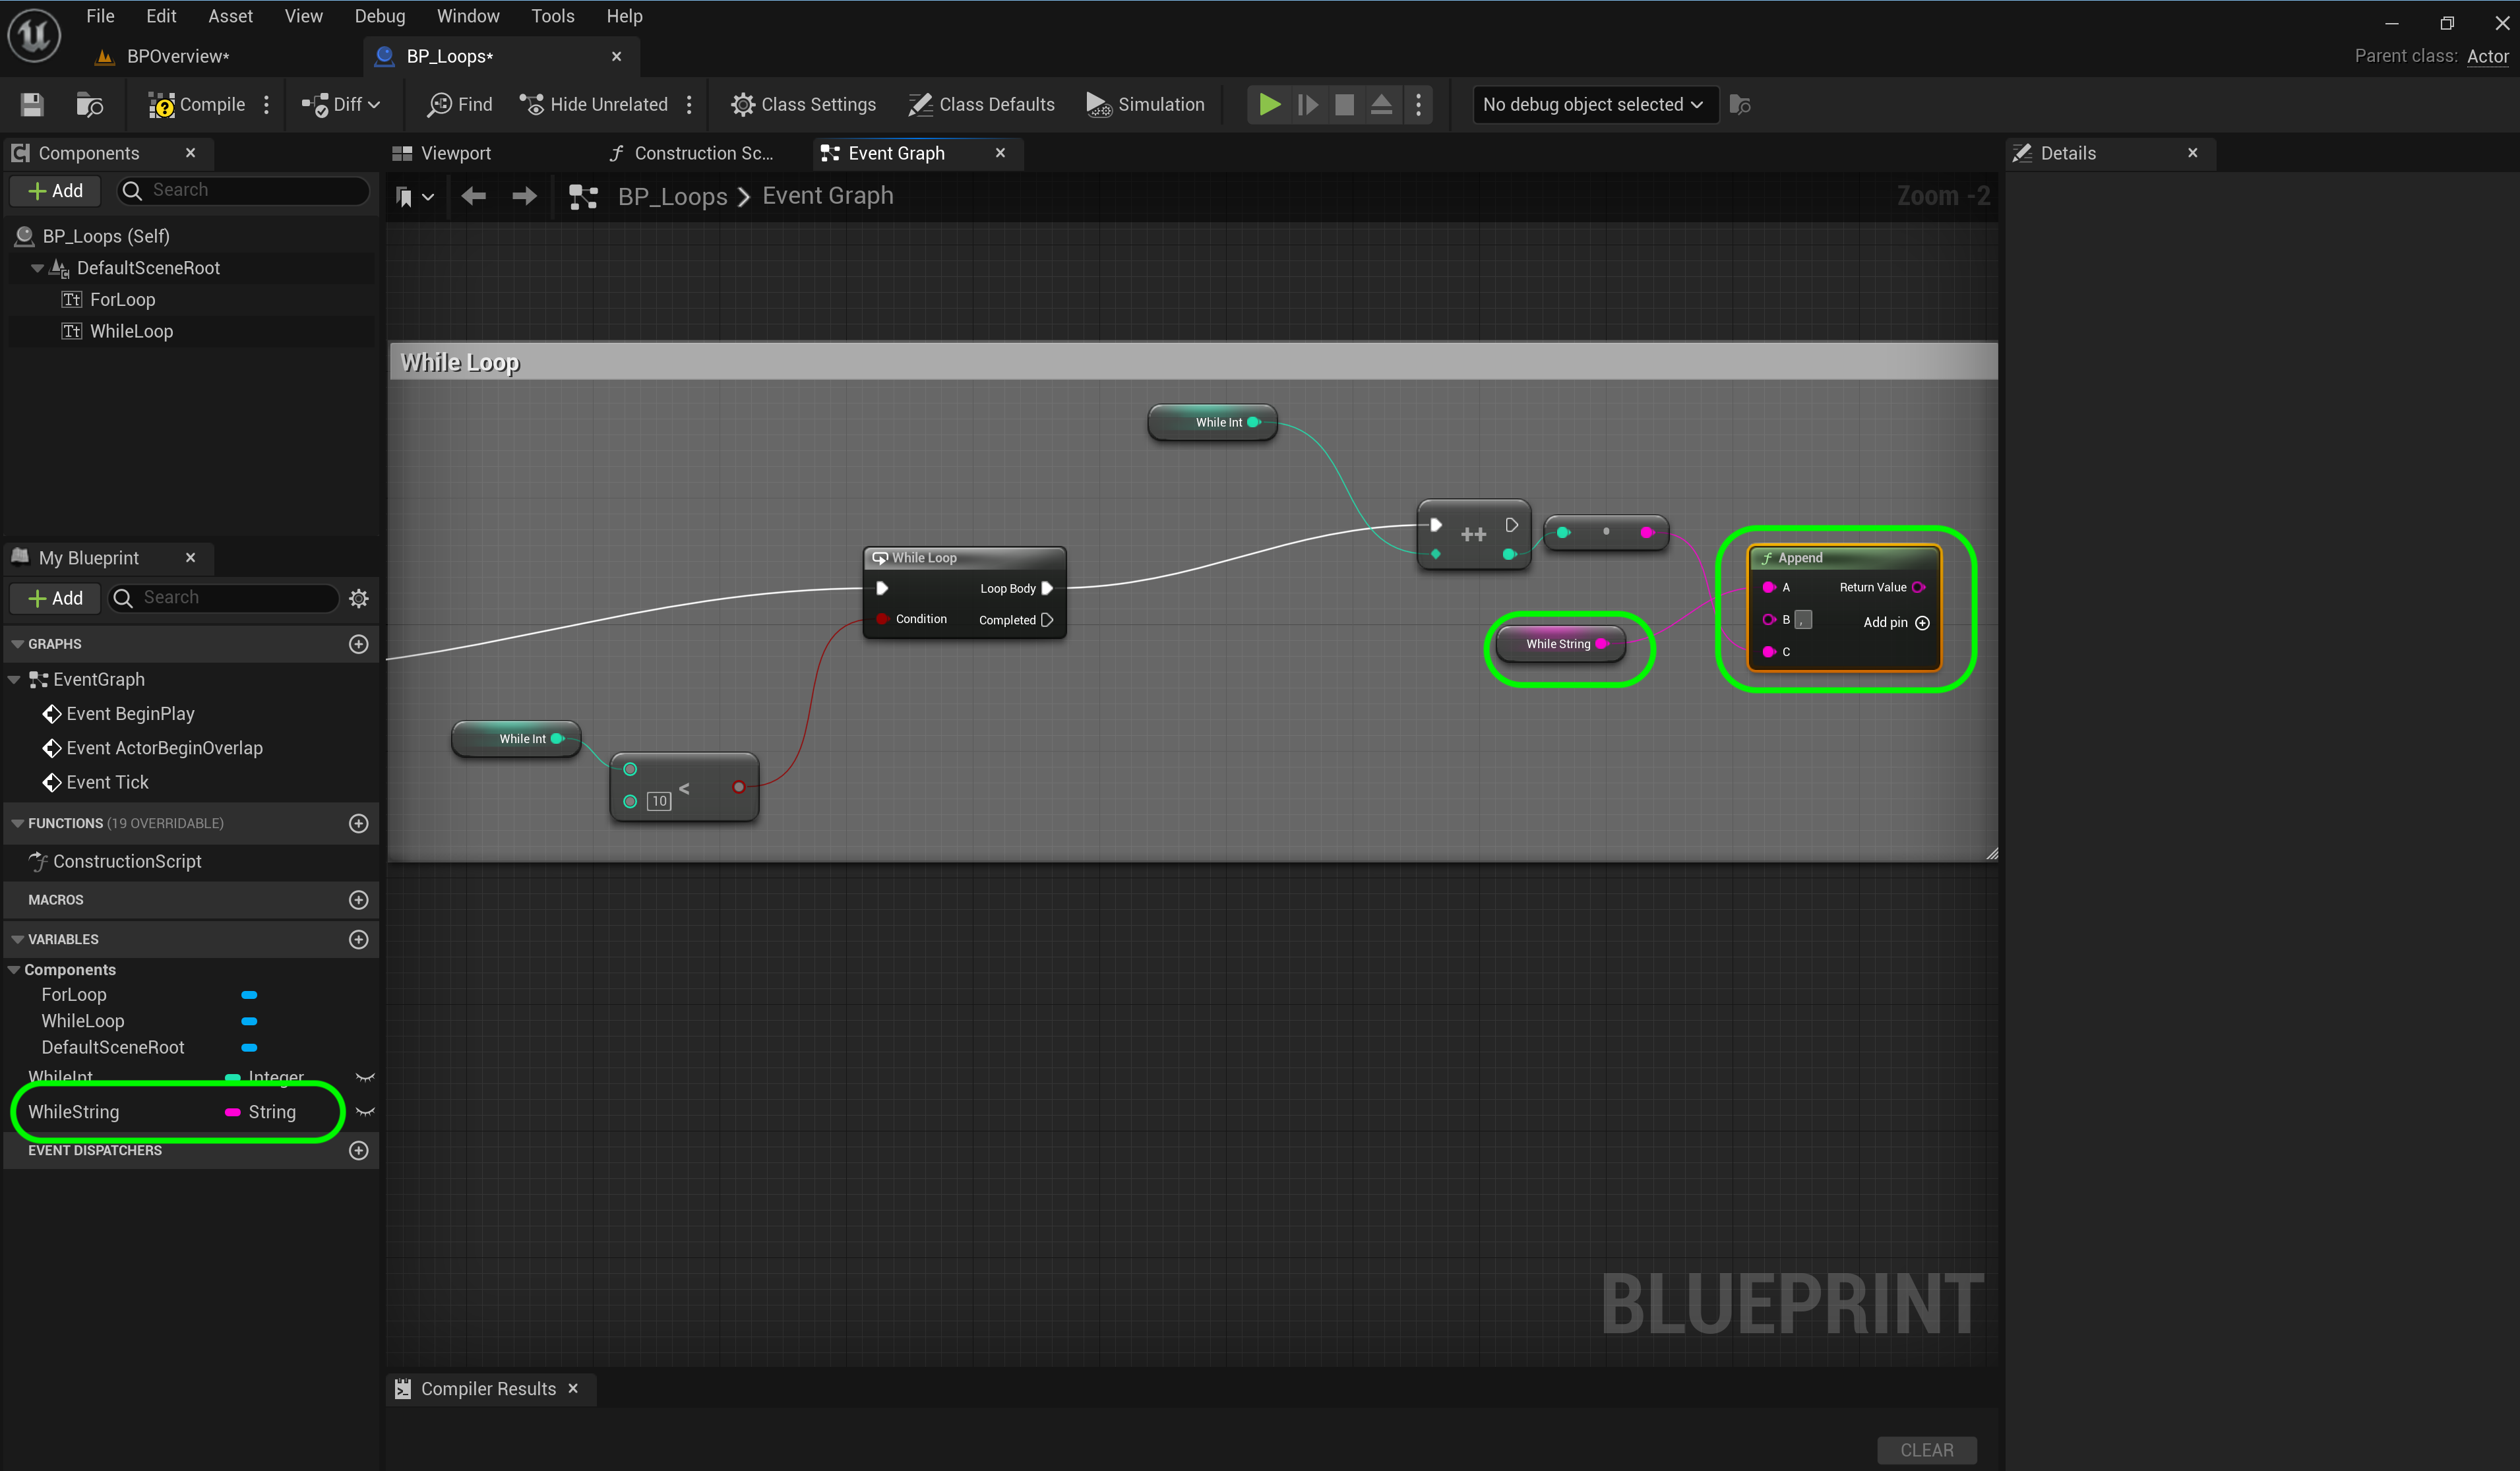 File Edit Asset View Debug Window Tools Help
BPOverview* BP_Loops*
Parent class: Actor
Compile Diff Find Hide Unrelated Class Settings Class Defaults Simulation No debug object selected
Components Viewport Construction Sc... Event Graph Details
Add Search BP_Loops Event Graph Zoom -2
BP_Loops (Self)
DefaultSceneRoot
ForLoop
WhileLoop
While Loop
While Int
++
While Loop
Loop Body
Condition Completed
Append
A Return Value
B , Add pin
C
While String
While Int
10 <
My Blueprint
Add Search
GRAPHS
EventGraph
Event BeginPlay
Event ActorBeginOverlap
Event Tick
FUNCTIONS (19 OVERRIDABLE)
ConstructionScript
MACROS
VARIABLES
Components
ForLoop
WhileLoop
DefaultSceneRoot
WhileInt Integer
WhileString String
EVENT DISPATCHERS
BLUEPRINT
Compiler Results
CLEAR